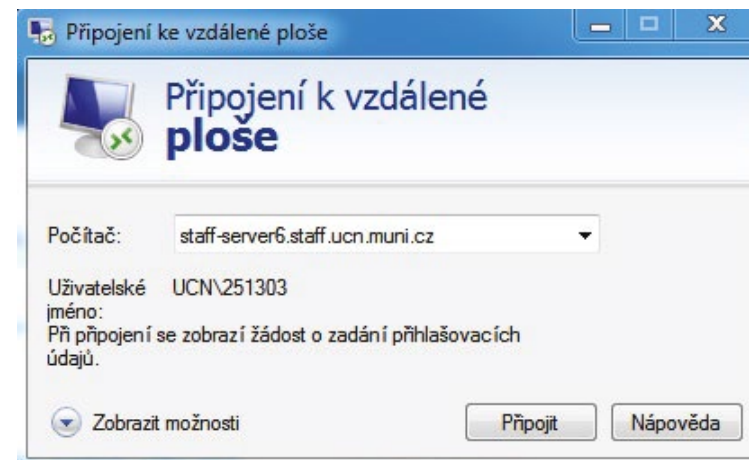 Připojení ke vzdálené ploše
Připojení k vzdálené
ploše
Počítač: staff-server6.staff.ucn.muni.cz
Uživatelské UCN\251303
jméno:
Při připojení se zobrazí žádost o zadání přihlašovacích
údajů.
Zobrazit možnosti Připojit Nápověda